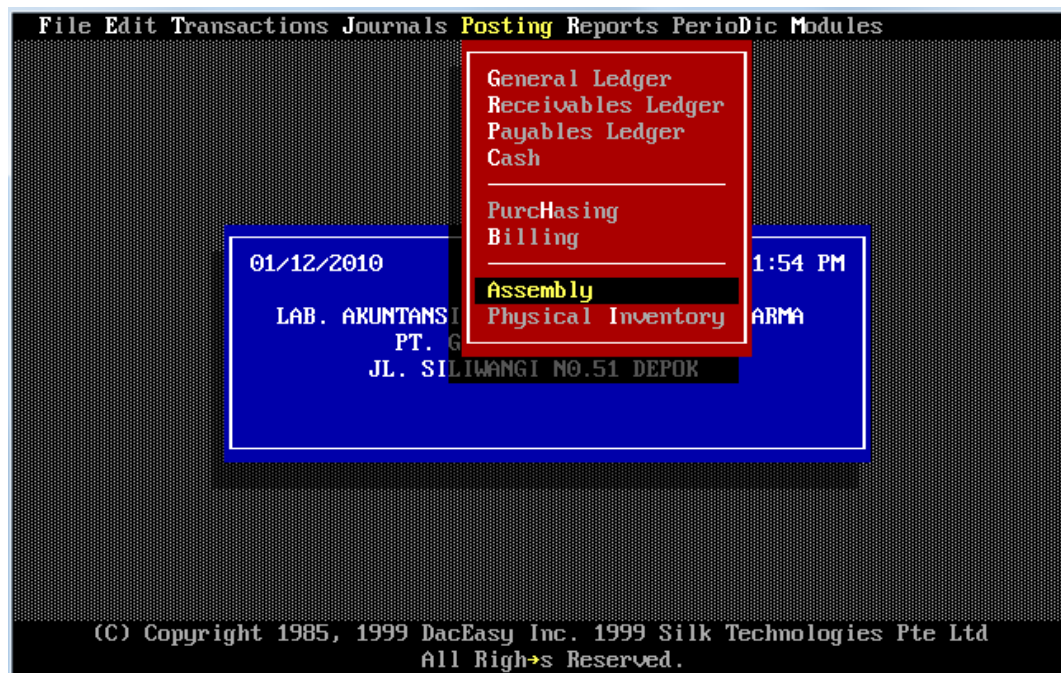 File Edit Transactions Journals Posting Reports PerioDic Modules
General Ledger
Receivables Ledger
Payables Ledger
Cash
PurcHasing
Billing
Assembly
Physical Inventory
01/12/2010 1:54 PM
LAB. AKUNTANSI ARMA
PT. G
JL. SILIWANGI NO.51 DEPOK
(C) Copyright 1985, 1999 DacEasy Inc. 1999 Silk Technologies Pte Ltd
All Righ→s Reserved.